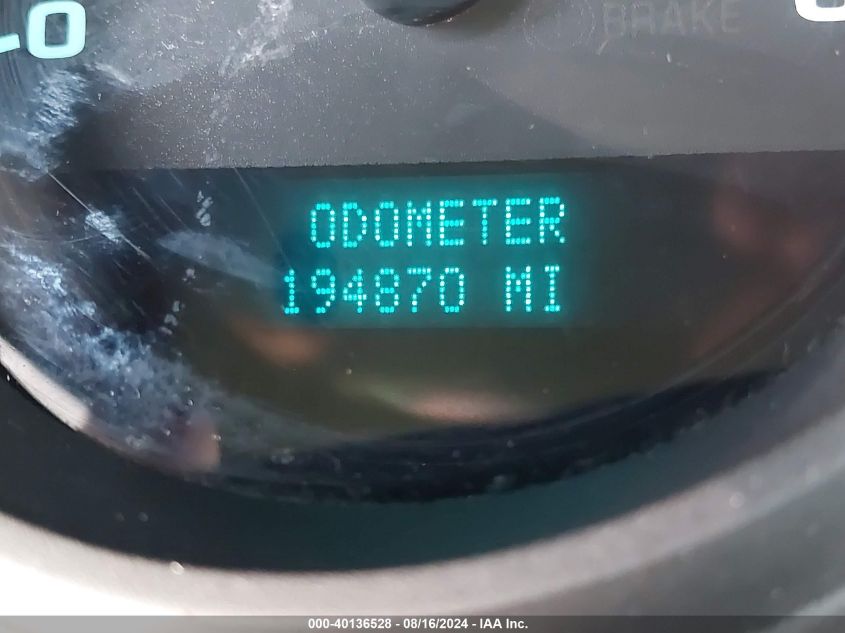 BRAKE
ODOMETER
194870 MI
000-40136528 - 08/16/2024 - IAA Inc.